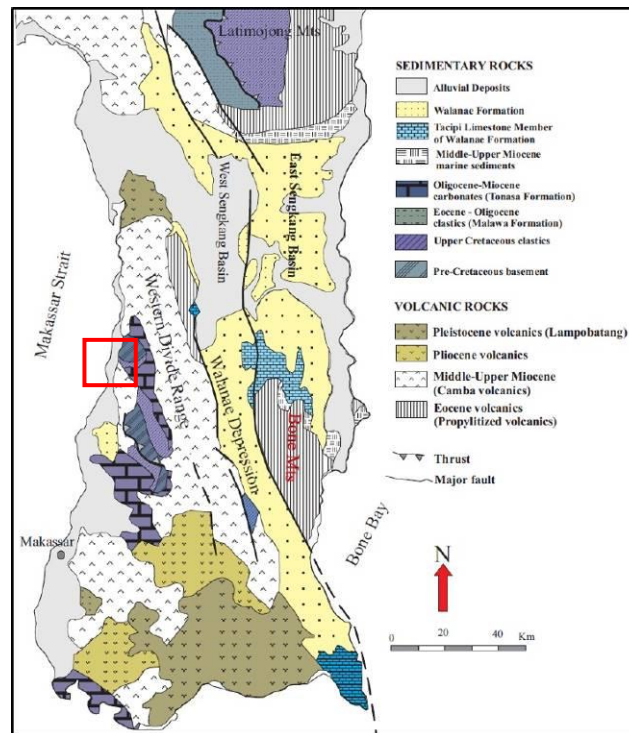 Latimojong Mts
West Sengkang Basin
East Sengkang Basin
Makassar Strait
Western Divide Range
Walanae Depression
Bone Mts
Makassar
Bone Bay
SEDIMENTARY ROCKS
Alluvial Deposits
Walanae Formation
Tacipi Limestone Member
of Walanae Formation
Middle-Upper Miocene
marine sediments
Oligocene-Miocene
carbonates (Tonasa Formation)
Eocene - Oligocene
clastics (Malawa Formation)
Upper Cretaceous clastics
Pre-Cretaceous basement
VOLCANIC ROCKS
Pleistocene volcanics (Lampobatang)
Pliocene volcanics
Middle-Upper Miocene
(Camba volcanics)
Eocene volcanics
(Propylitized volcanics)
Thrust
Major fault
N
0 20 40 Km